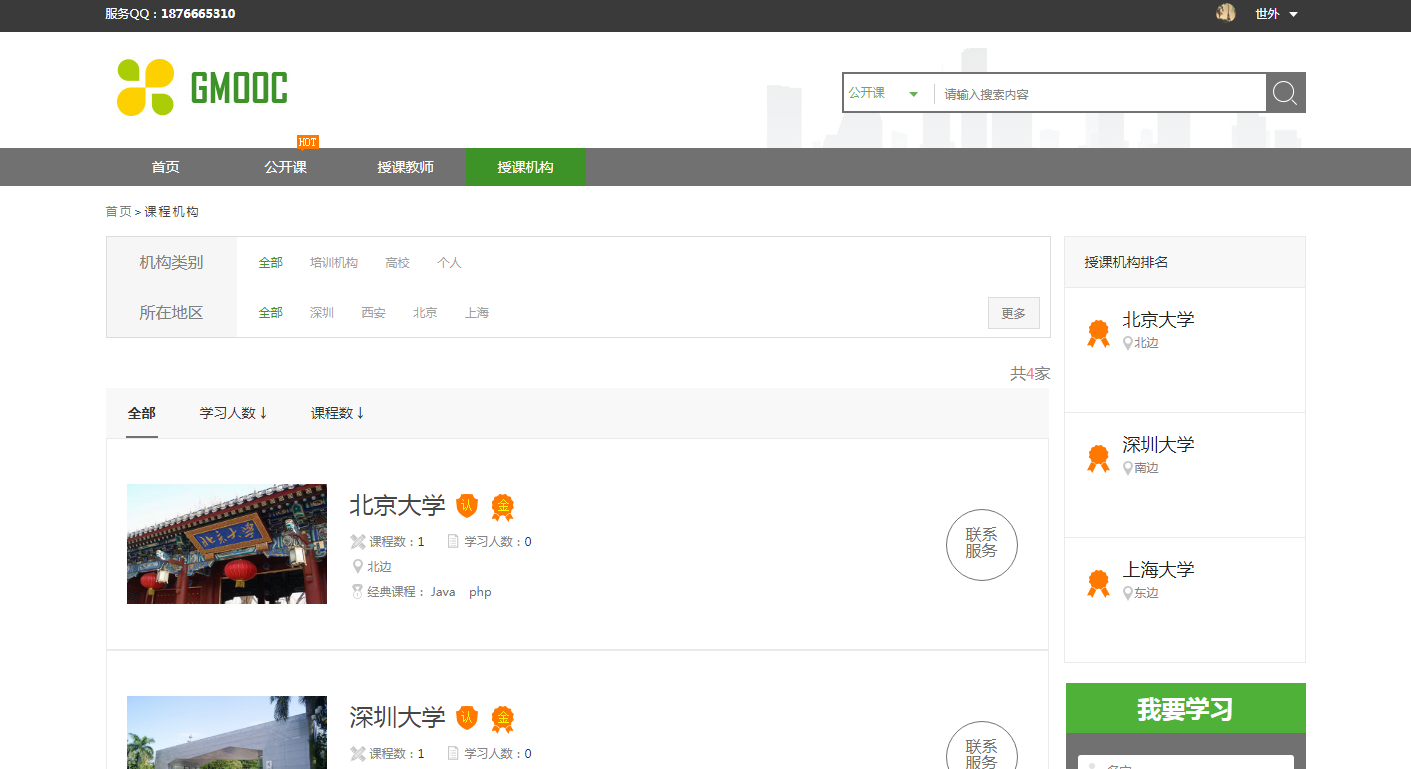 服务QQ：1876665310
世外
GMOOC
公开课
请输入搜索内容
HOT
首页 公开课 授课教师 授课机构
首页 > 课程机构
机构类别 全部 培训机构 高校 个人
所在地区 全部 深圳 西安 北京 上海 更多
共4家
全部 学习人数↓ 课程数↓
北京大学
北京大学 认 金
课程数：1 学习人数：0
北边
经典课程： Java php
联系
服务
深圳大学 认 金
课程数：1 学习人数：0
联系
服务
授课机构排名
北京大学
北边
深圳大学
南边
上海大学
东边
我要学习
名字